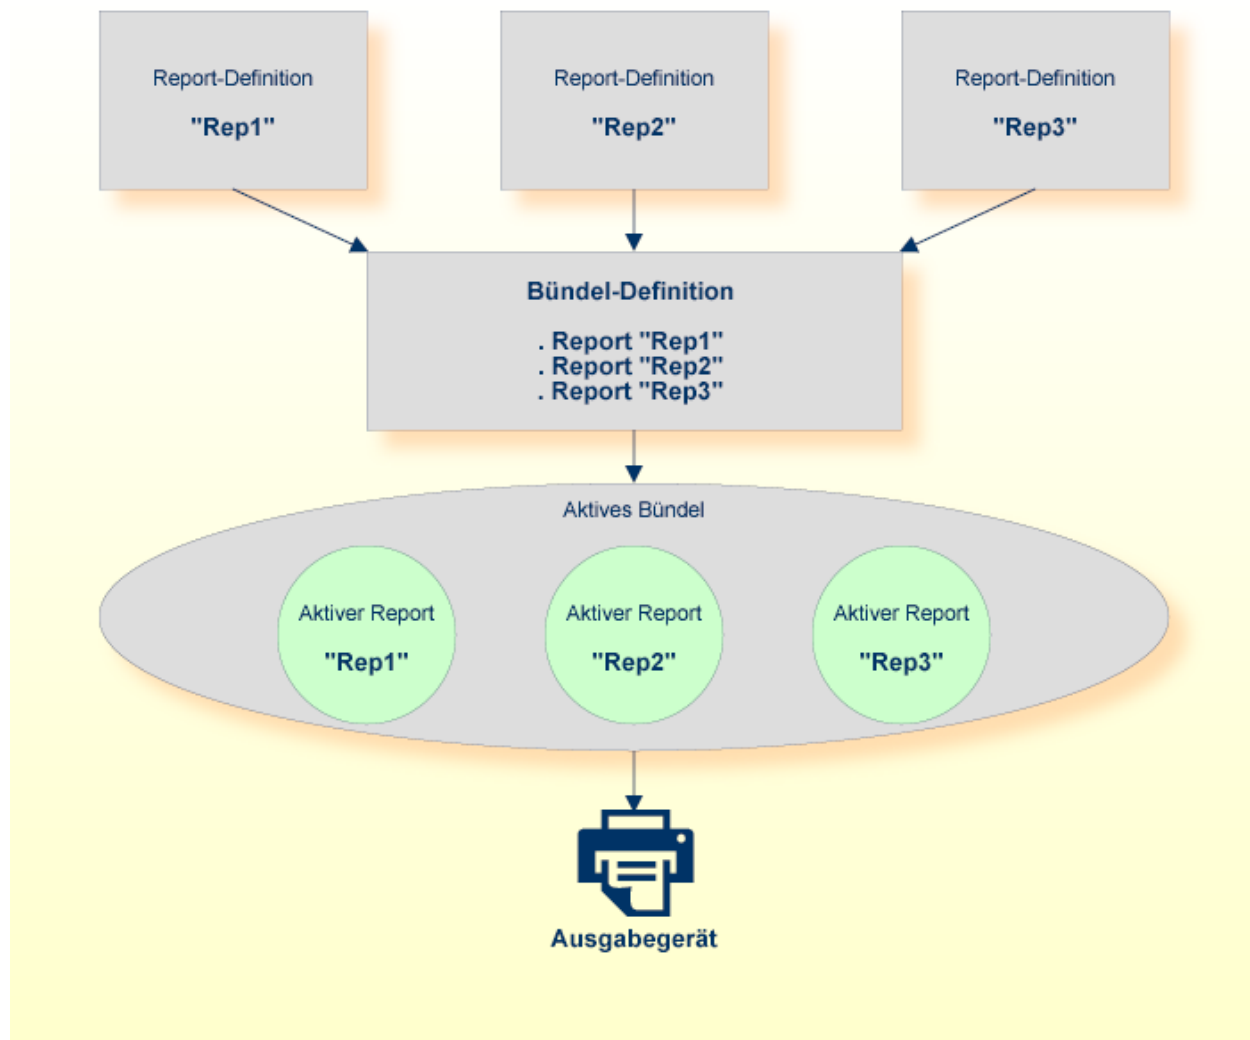 Report-Definition
"Rep1"
Report-Definition
"Rep2"
Report-Definition
"Rep3"
Bündel-Definition
. Report "Rep1"
. Report "Rep2"
. Report "Rep3"
Aktives Bündel
Aktiver Report
"Rep1"
Aktiver Report
"Rep2"
Aktiver Report
"Rep3"
Ausgabegerät